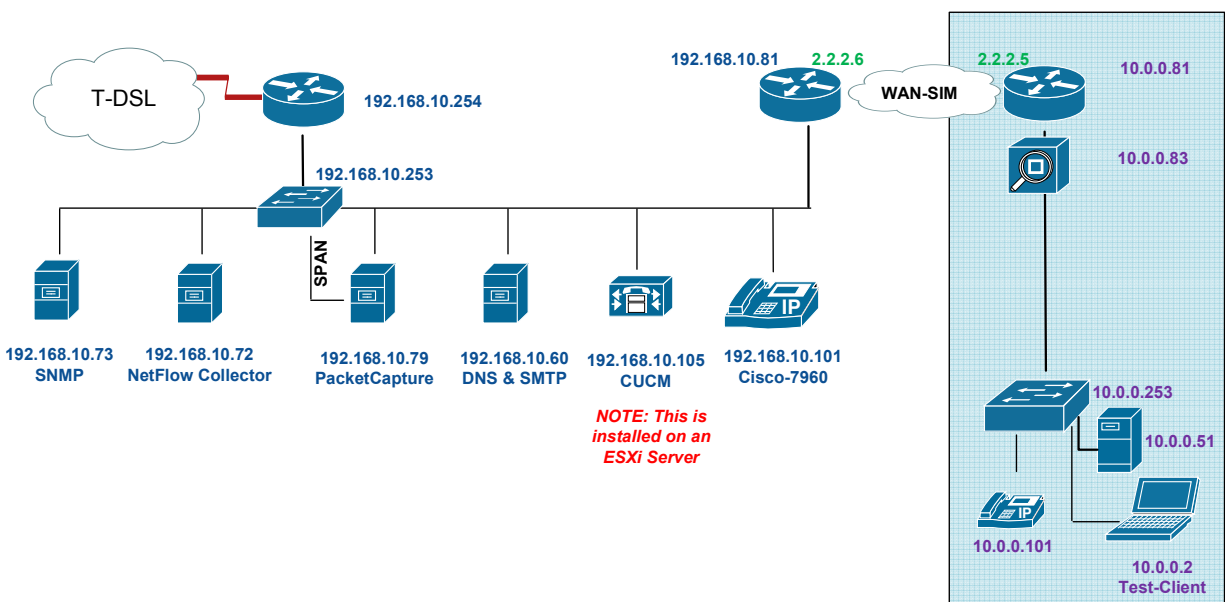 T-DSL
192.168.10.254
192.168.10.253
192.168.10.81
2.2.2.6
WAN-SIM
2.2.2.5
10.0.0.81
10.0.0.83
SPAN
IP
192.168.10.73
SNMP
192.168.10.72
NetFlow Collector
192.168.10.79
PacketCapture
192.168.10.60
DNS & SMTP
192.168.10.105
CUCM
192.168.10.101
Cisco-7960
NOTE: This is
installed on an
ESXi Server
10.0.0.253
10.0.0.51
IP
10.0.0.101
10.0.0.2
Test-Client